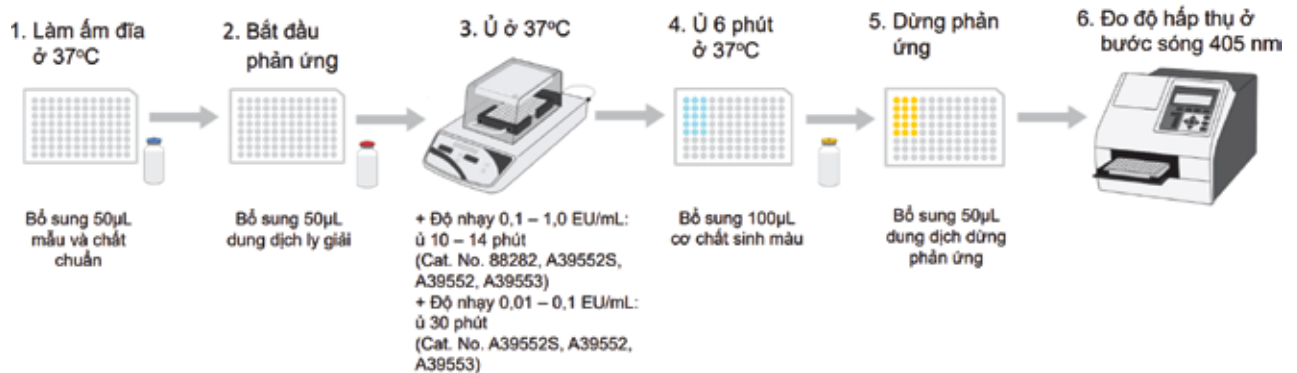 1. Làm ấm đĩa
ở 37°C
2. Bắt đầu
phản ứng
3. Ủ ở 37°C
4. Ủ 6 phút
ở 37°C
5. Dừng phản
ứng
6. Đo độ hấp thụ ở
bước sóng 405 nm
Bổ sung 50µL
mẫu và chất
chuẩn
Bổ sung 50µL
dung dịch ly giải
+ Độ nhạy 0,1 – 1,0 EU/mL:
ủ 10 – 14 phút
(Cat. No. 88282, A39552S,
A39552, A39553)
+ Độ nhạy 0,01 – 0,1 EU/mL:
ủ 30 phút
(Cat. No. A39552S, A39552,
A39553)
Bổ sung 100µL
cơ chất sinh màu
Bổ sung 50µL
dung dịch dừng
phản ứng